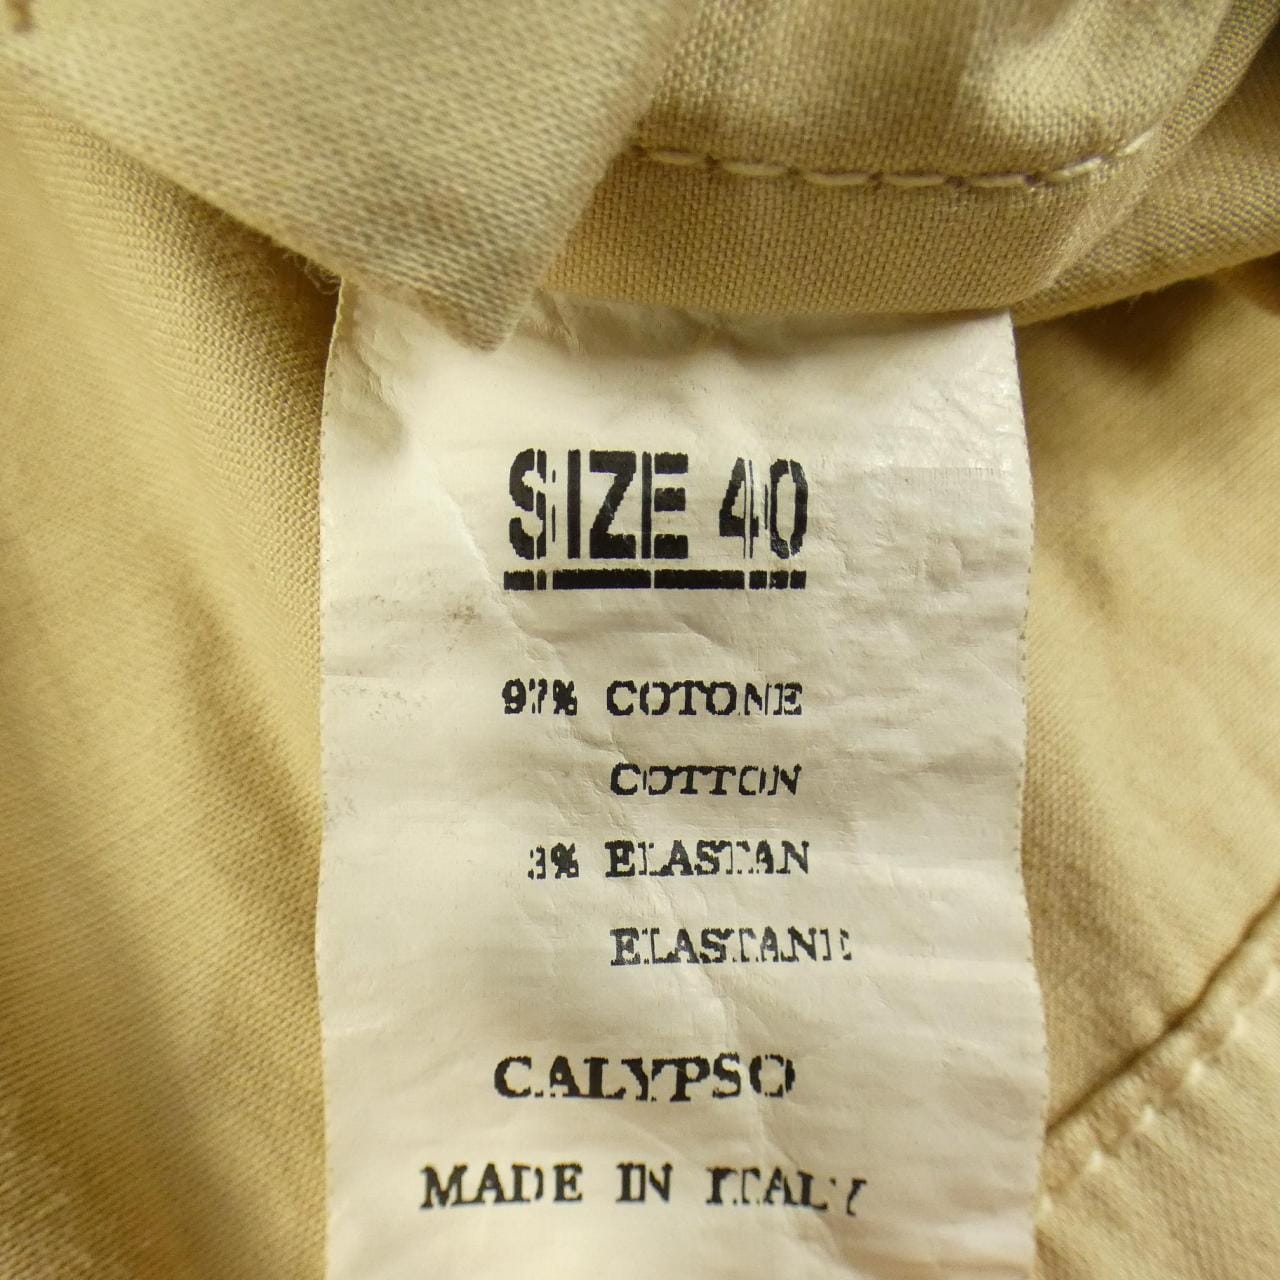 SIZE 40
97% COTONE
COTTON
3% ELASTAN
ELASTANE
CALYPSO
MADE IN ITALY